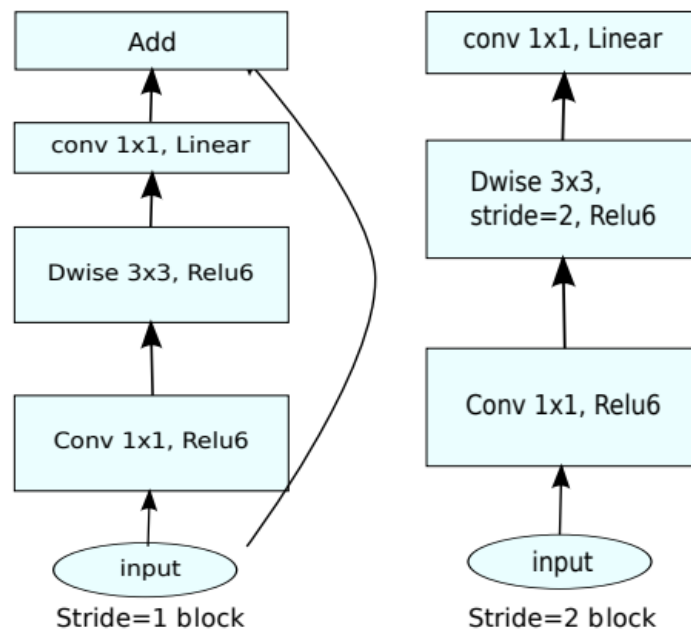 Add
conv 1x1, Linear
Dwise 3x3, Relu6
Conv 1x1, Relu6
input
Stride=1 block
conv 1x1, Linear
Dwise 3x3,
stride=2, Relu6
Conv 1x1, Relu6
input
Stride=2 block